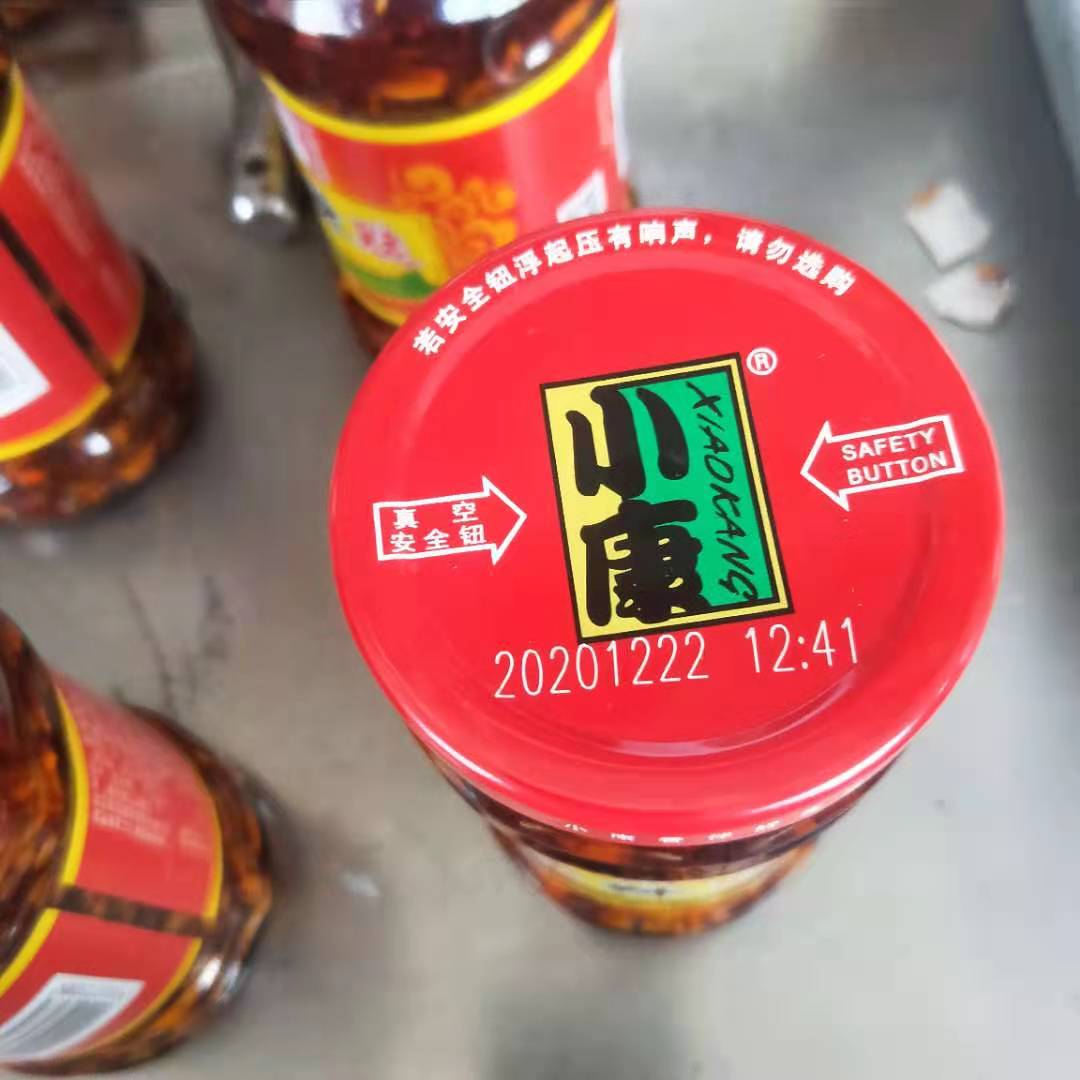 若安全钮浮起压有响声，请勿选购
小康
XIAOKANG
®
真空
安全钮
SAFETY
BUTTON
20201222 12:41